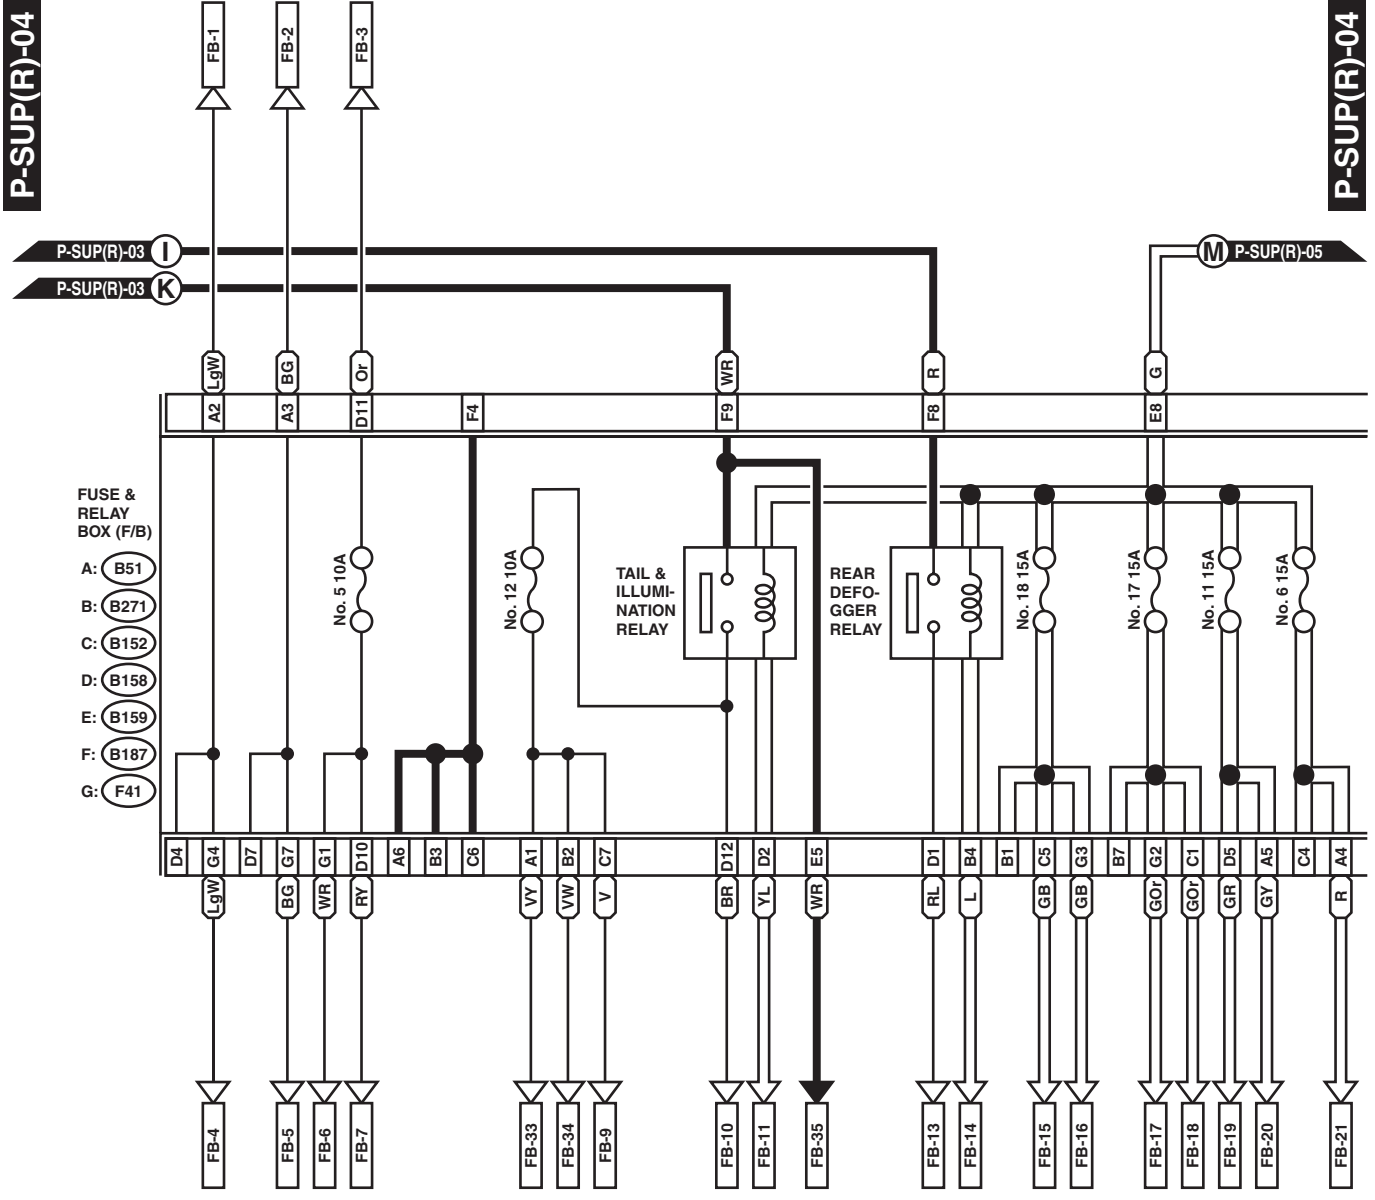 P-SUP(R)-04
P-SUP(R)-04
FB-1
FB-2
FB-3
P-SUP(R)-03 I
M P-SUP(R)-05
P-SUP(R)-03 K
LgW
BG
Or
WR
R
G
A2
A3
D11
F4
F9
F8
E8
FUSE &
RELAY
BOX (F/B)
A: B51
B: B271
C: B152
D: B158
E: B159
F: B187
G: F41
No. 5 10A
No. 12 10A
TAIL &
ILLUMI-
NATION
RELAY
REAR
DEFO-
GGER
RELAY
No. 18 15A
No. 17 15A
No. 11 15A
No. 6 15A
D4
G4
D7
G7
G1
D10
A6
B3
C6
A1
B2
C7
D12
D2
E5
D1
B4
B1
C5
G3
B7
G2
C1
D5
A5
C4
A4
LgW
BG
WR
RY
VY
VW
V
BR
YL
WR
RL
L
GB
GB
GOr
GOr
GR
GY
R
FB-4
FB-5
FB-6
FB-7
FB-33
FB-34
FB-9
FB-10
FB-11
FB-35
FB-13
FB-14
FB-15
FB-16
FB-17
FB-18
FB-19
FB-20
FB-21